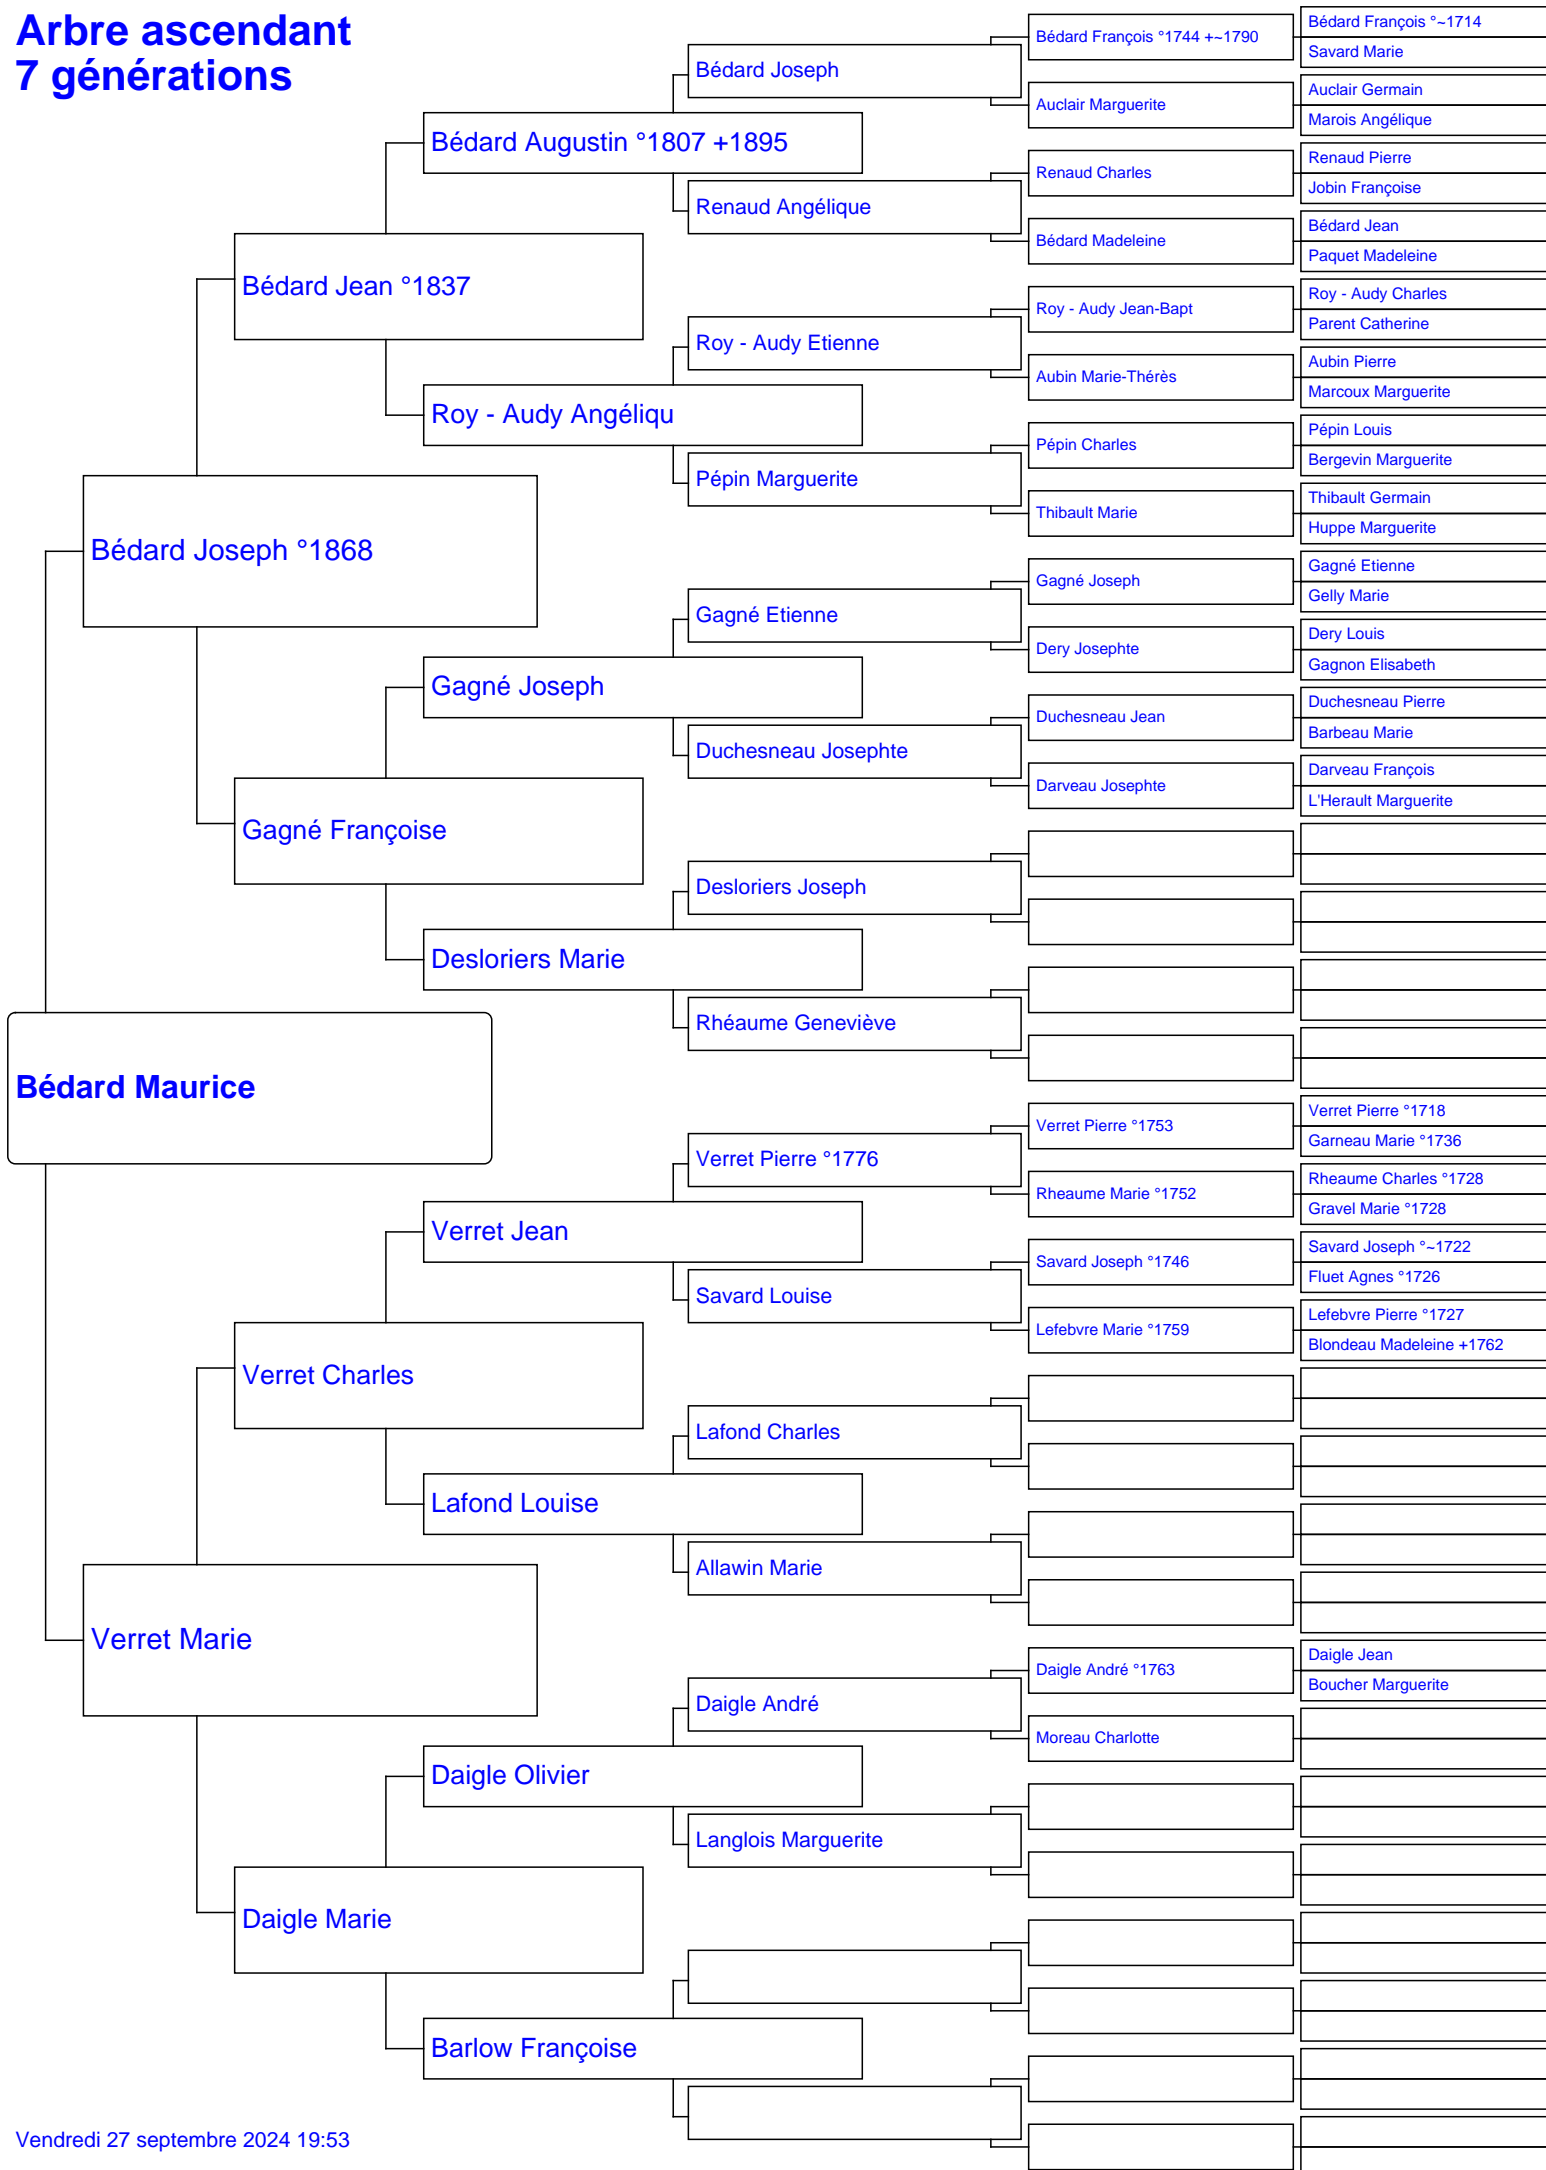 Arbre ascendant
7 générations
Bédard Maurice
Bédard Joseph °1868
Verret Marie
Bédard Jean °1837
Gagné Françoise
Verret Charles
Daigle Marie
Bédard Augustin °1807 +1895
Roy - Audy Angéliqu
Gagné Joseph
Desloriers Marie
Verret Jean
Lafond Louise
Daigle Olivier
Barlow Françoise
Bédard Joseph
Renaud Angélique
Roy - Audy Etienne
Pépin Marguerite
Gagné Etienne
Duchesneau Josephte
Desloriers Joseph
Rhéaume Geneviève
Verret Pierre °1776
Savard Louise
Lafond Charles
Allawin Marie
Daigle André
Langlois Marguerite
Bédard François °1744 +~1790
Auclair Marguerite
Renaud Charles
Bédard Madeleine
Roy - Audy Jean-Bapt
Aubin Marie-Thérès
Pépin Charles
Thibault Marie
Gagné Joseph
Dery Josephte
Duchesneau Jean
Darveau Josephte
Verret Pierre °1753
Rheaume Marie °1752
Savard Joseph °1746
Lefebvre Marie °1759
Daigle André °1763
Moreau Charlotte
Bédard François °~1714
Savard Marie
Auclair Germain
Marois Angélique
Renaud Pierre
Jobin Françoise
Bédard Jean
Paquet Madeleine
Roy - Audy Charles
Parent Catherine
Aubin Pierre
Marcoux Marguerite
Pépin Louis
Bergevin Marguerite
Thibault Germain
Huppe Marguerite
Gagné Etienne
Gelly Marie
Dery Louis
Gagnon Elisabeth
Duchesneau Pierre
Barbeau Marie
Darveau François
L'Herault Marguerite
Verret Pierre °1718
Garneau Marie °1736
Rheaume Charles °1728
Gravel Marie °1728
Savard Joseph °~1722
Fluet Agnes °1726
Lefebvre Pierre °1727
Blondeau Madeleine +1762
Daigle Jean
Boucher Marguerite
Vendredi 27 septembre 2024 19:53